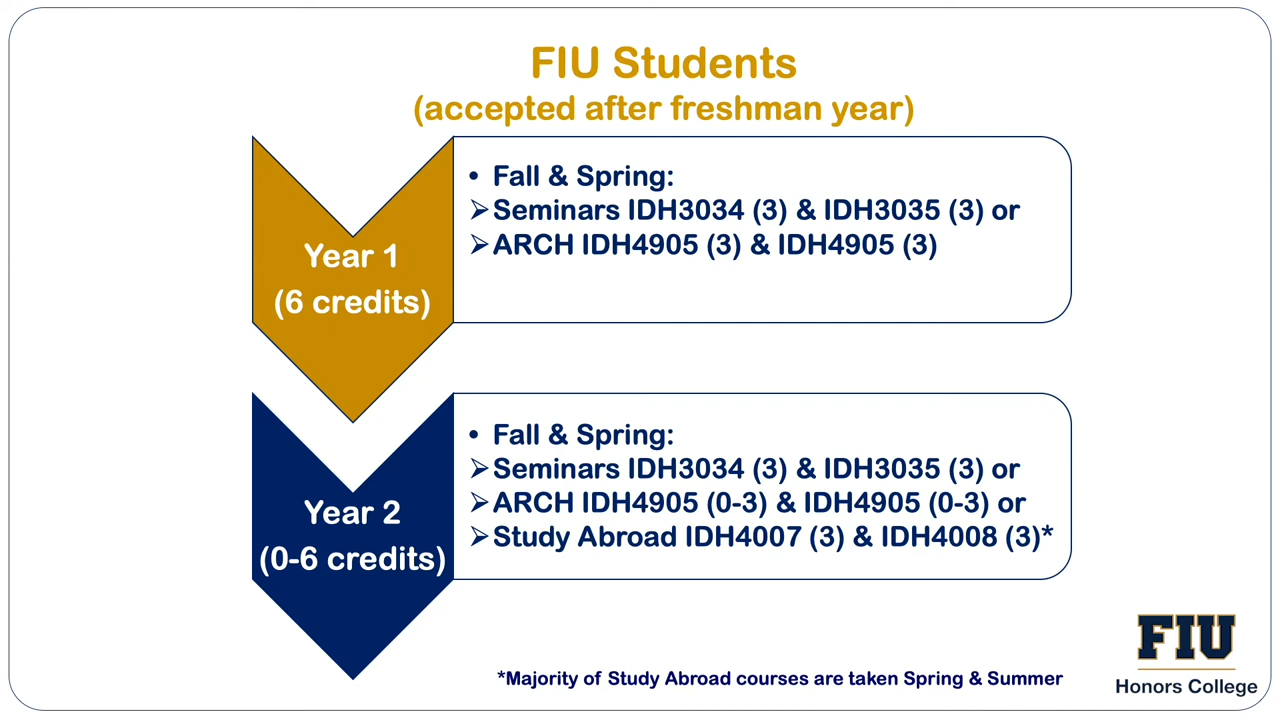 FIU Students
(accepted after freshman year)
Year 1
(6 credits)
• Fall & Spring:
➢Seminars IDH3034 (3) & IDH3035 (3) or
➢ARCH IDH4905 (3) & IDH4905 (3)
Year 2
(0-6 credits)
• Fall & Spring:
➢Seminars IDH3034 (3) & IDH3035 (3) or
➢ARCH IDH4905 (0-3) & IDH4905 (0-3) or
➢Study Abroad IDH4007 (3) & IDH4008 (3)*
*Majority of Study Abroad courses are taken Spring & Summer
FIU
Honors College